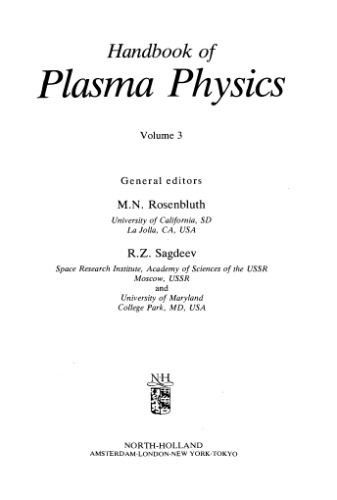 Handbook of
Plasma Physics
Volume 3
General editors
M.N. Rosenbluth
University of California, SD
La Jolla, CA, USA
R.Z. Sagdeev
Space Research Institute, Academy of Sciences of the USSR
Moscow, USSR
and
University of Maryland
College Park, MD, USA
NH
NORTH-HOLLAND
AMSTERDAM-LONDON-NEW YORK-TOKYO